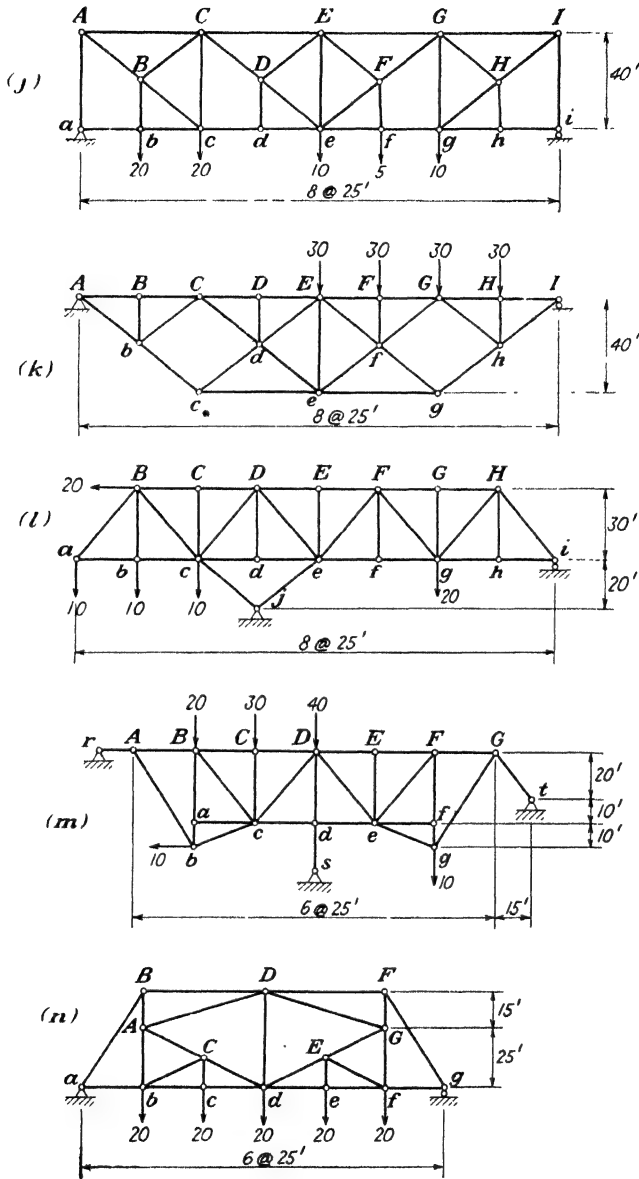 A C E G I
B D F H
(j)
40'
a b c d e f g h i
20 20 10 5 10
8 @ 25'
30 30 30 30
A B C D E F G H I
b d f h
(k)
40'
c e g
8 @ 25'
20 B C D E F G H
(l)
30'
a b c d e f g h i
j
20'
10 10 10 20
8 @ 25'
20 30 40
r A B C D E F G
20'
t
10'
(m)
a c d e f
10'
10 b s g
10
6 @ 25' 15'
B D F
(n)
15'
A G
C E
25'
a b c d e f g
20 20 20 20 20
6 @ 25'